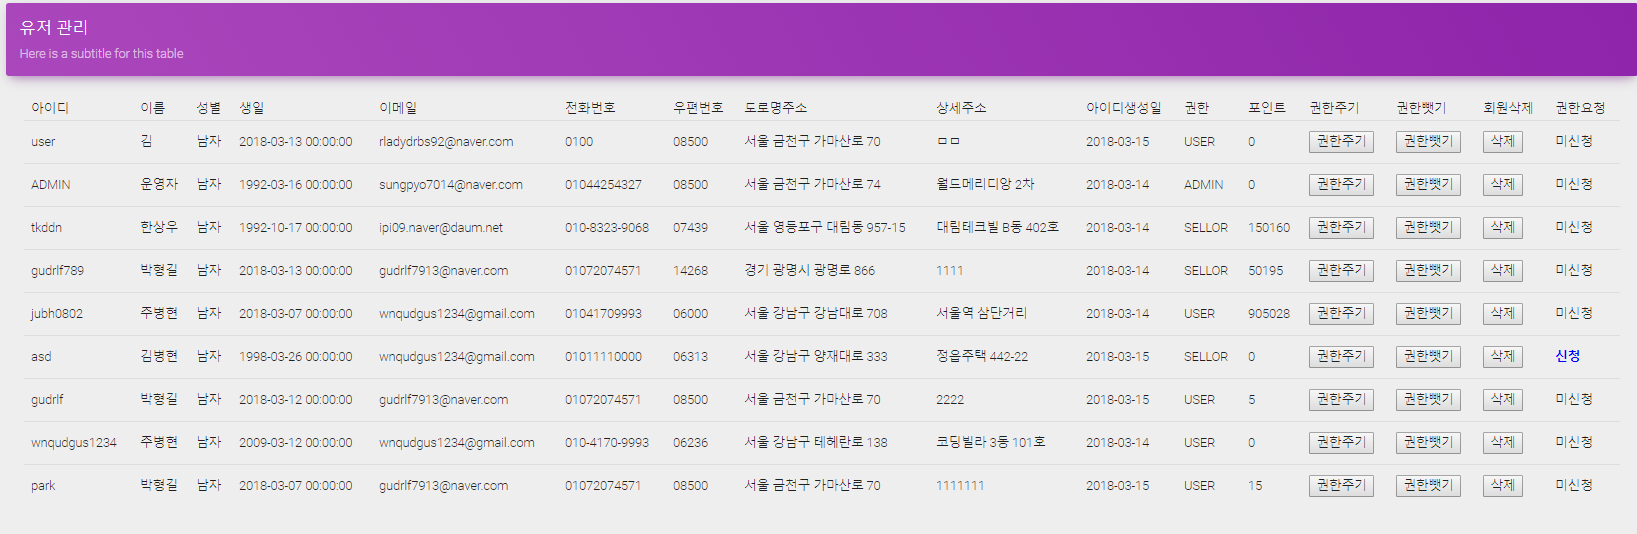 유저 관리
Here is a subtitle for this table
아이디 이름 성별 생일 이메일 전화번호 우편번호 도로명주소 상세주소 아이디생성일 권한 포인트 권한주기 권한뺏기 회원삭제 권한요청
user 김 남자 2018-03-13 00:00:00 rladydrbs92@naver.com 0100 08500 서울 금천구 가마산로 70 ㅁㅁ 2018-03-15 USER 0 권한주기 권한뺏기 삭제 미신청
ADMIN 운영자 남자 1992-03-16 00:00:00 sungpyo7014@naver.com 01044254327 08500 서울 금천구 가마산로 74 월드메리디앙 2차 2018-03-14 ADMIN 0 권한주기 권한뺏기 삭제 미신청
tkddn 한상우 남자 1992-10-17 00:00:00 ipi09.naver@daum.net 010-8323-9068 07439 서울 영등포구 대림동 957-15 대림테크빌 B동 402호 2018-03-14 SELLOR 150160 권한주기 권한뺏기 삭제 미신청
gudrlf789 박형길 남자 2018-03-13 00:00:00 gudrlf7913@naver.com 01072074571 14268 경기 광명시 광명로 866 1111 2018-03-14 SELLOR 50195 권한주기 권한뺏기 삭제 미신청
jubh0802 주병현 남자 2018-03-07 00:00:00 wnqudgus1234@gmail.com 01041709993 06000 서울 강남구 강남대로 708 서울역 삼단거리 2018-03-14 USER 905028 권한주기 권한뺏기 삭제 미신청
asd 김병현 남자 1998-03-26 00:00:00 wnqudgus1234@gmail.com 01011110000 06313 서울 강남구 양재대로 333 정음주택 442-22 2018-03-15 SELLOR 0 권한주기 권한뺏기 삭제 신청
gudrlf 박형길 남자 2018-03-12 00:00:00 gudrlf7913@naver.com 01072074571 08500 서울 금천구 가마산로 70 2222 2018-03-15 USER 5 권한주기 권한뺏기 삭제 미신청
wnqudgus1234 주병현 남자 2009-03-12 00:00:00 wnqudgus1234@gmail.com 010-4170-9993 06236 서울 강남구 테헤란로 138 코딩빌라 3동 101호 2018-03-14 USER 0 권한주기 권한뺏기 삭제 미신청
park 박형길 남자 2018-03-07 00:00:00 gudrlf7913@naver.com 01072074571 08500 서울 금천구 가마산로 70 1111111 2018-03-15 USER 15 권한주기 권한뺏기 삭제 미신청